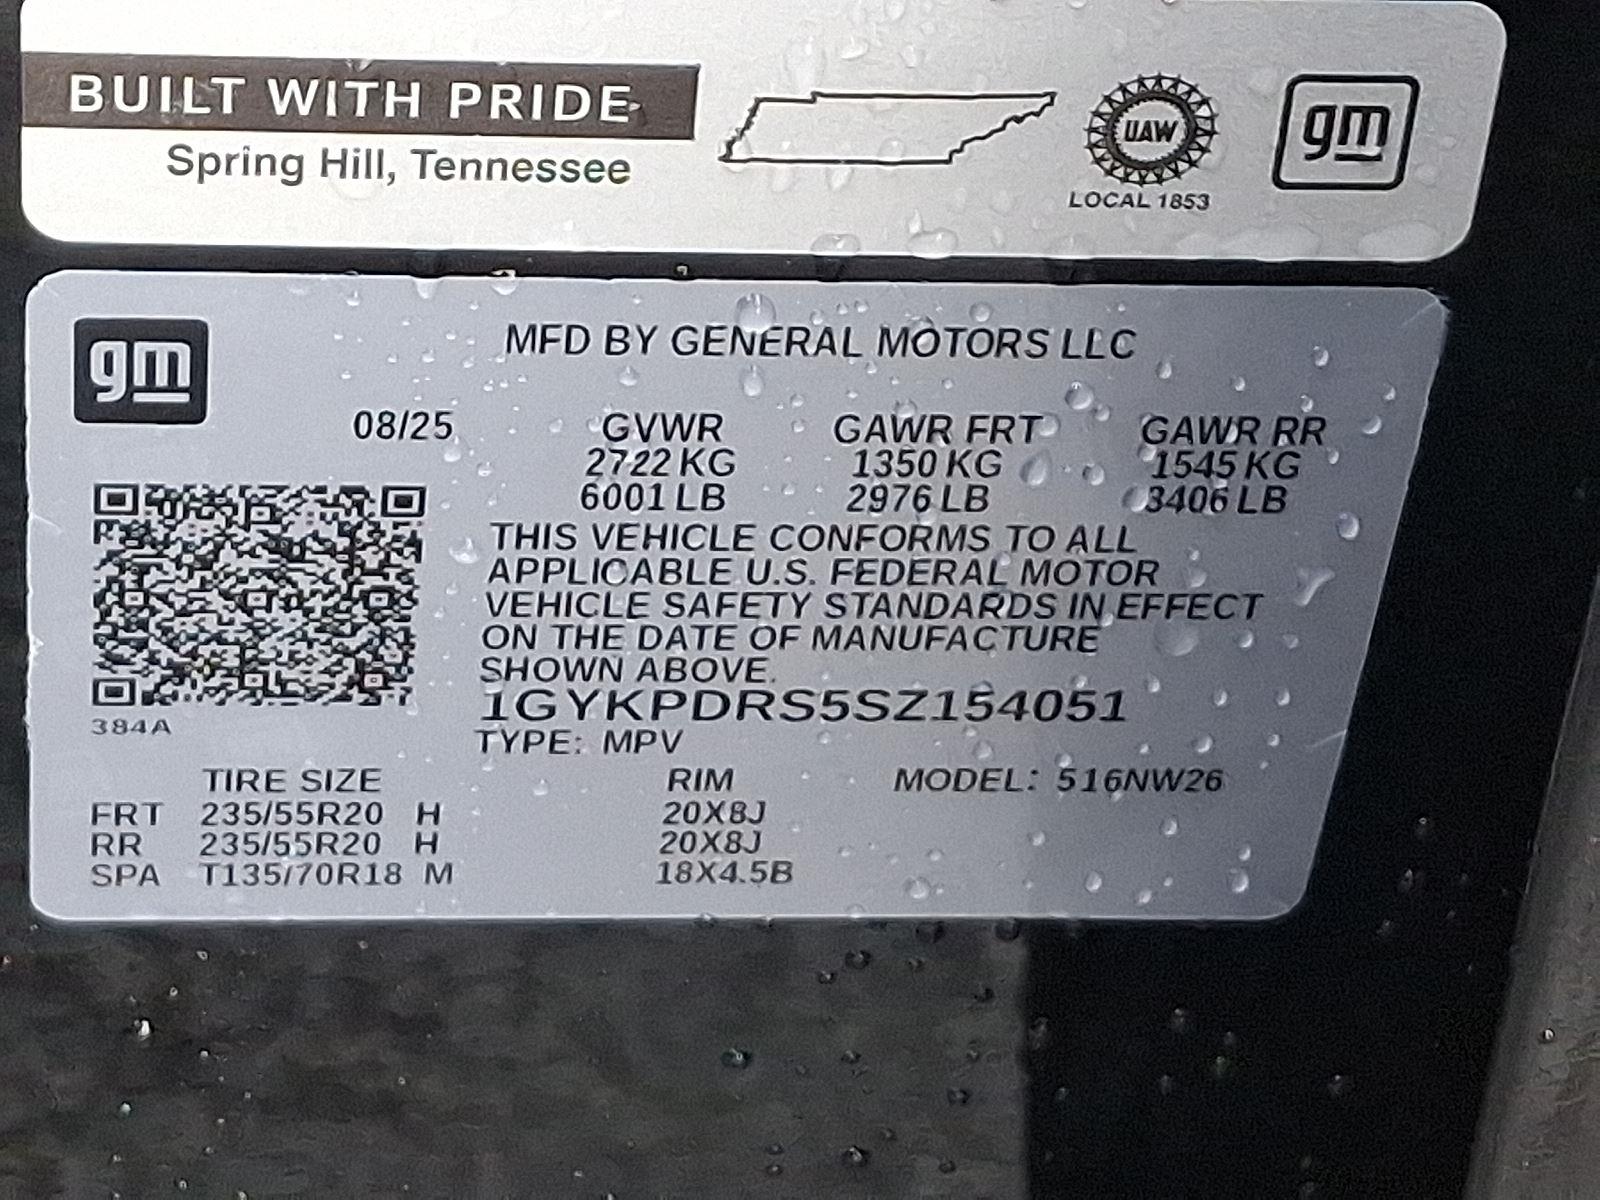 BUILT WITH PRIDE
Spring Hill, Tennessee
UAW
LOCAL 1853
gm
gm
MFD BY GENERAL MOTORS LLC
08/25 GVWR GAWR FRT GAWR RR
2722 KG 1350 KG 1545 KG
6001 LB 2976 LB 3406 LB
THIS VEHICLE CONFORMS TO ALL
APPLICABLE U.S. FEDERAL MOTOR
VEHICLE SAFETY STANDARDS IN EFFECT
ON THE DATE OF MANUFACTURE
SHOWN ABOVE.
1GYKPDRS5SZ154051
384A
TYPE: MPV
TIRE SIZE RIM MODEL: 516NW26
FRT 235/55R20 H 20X8J
RR 235/55R20 H 20X8J
SPA T135/70R18 M 18X4.5B